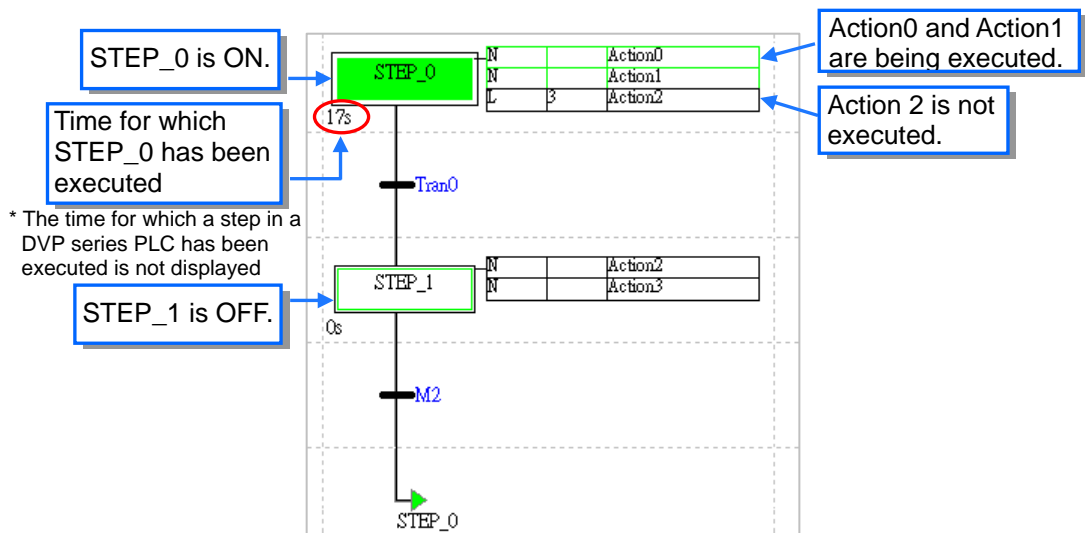 STEP_0 is ON.
Time for which
STEP_0 has been
executed
* The time for which a step in a
DVP series PLC has been
executed is not displayed
STEP_1 is OFF.
STEP_0
17s
N Action0
N Action1
L 3 Action2
Tran0
STEP_1
0s
N Action2
N Action3
M2
STEP_0
Action0 and Action1
are being executed.
Action 2 is not
executed.